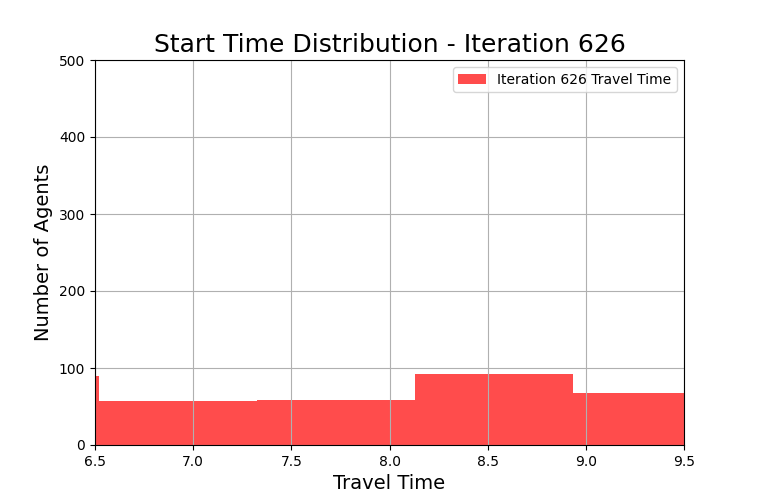 Start Time Distribution - Iteration 626
500
Iteration 626 Travel Time
400
300
200
100
0
Number of Agents
6.5 7.0 7.5 8.0 8.5 9.0 9.5
Travel Time